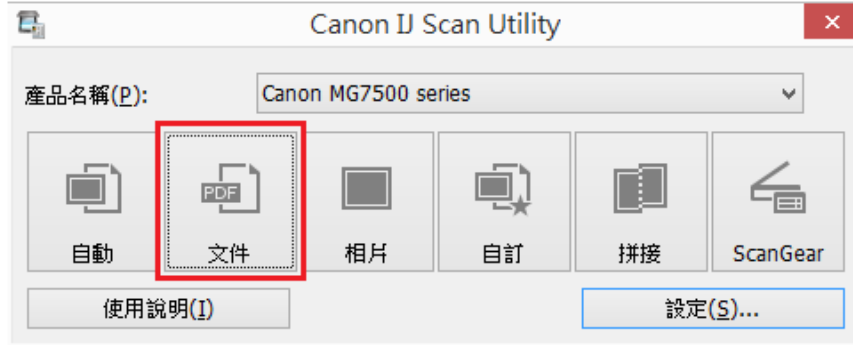 Canon IJ Scan Utility
產品名稱(P): Canon MG7500 series
PDF
自動 文件 相片 自訂 拼接 ScanGear
使用說明(I) 設定(S)...